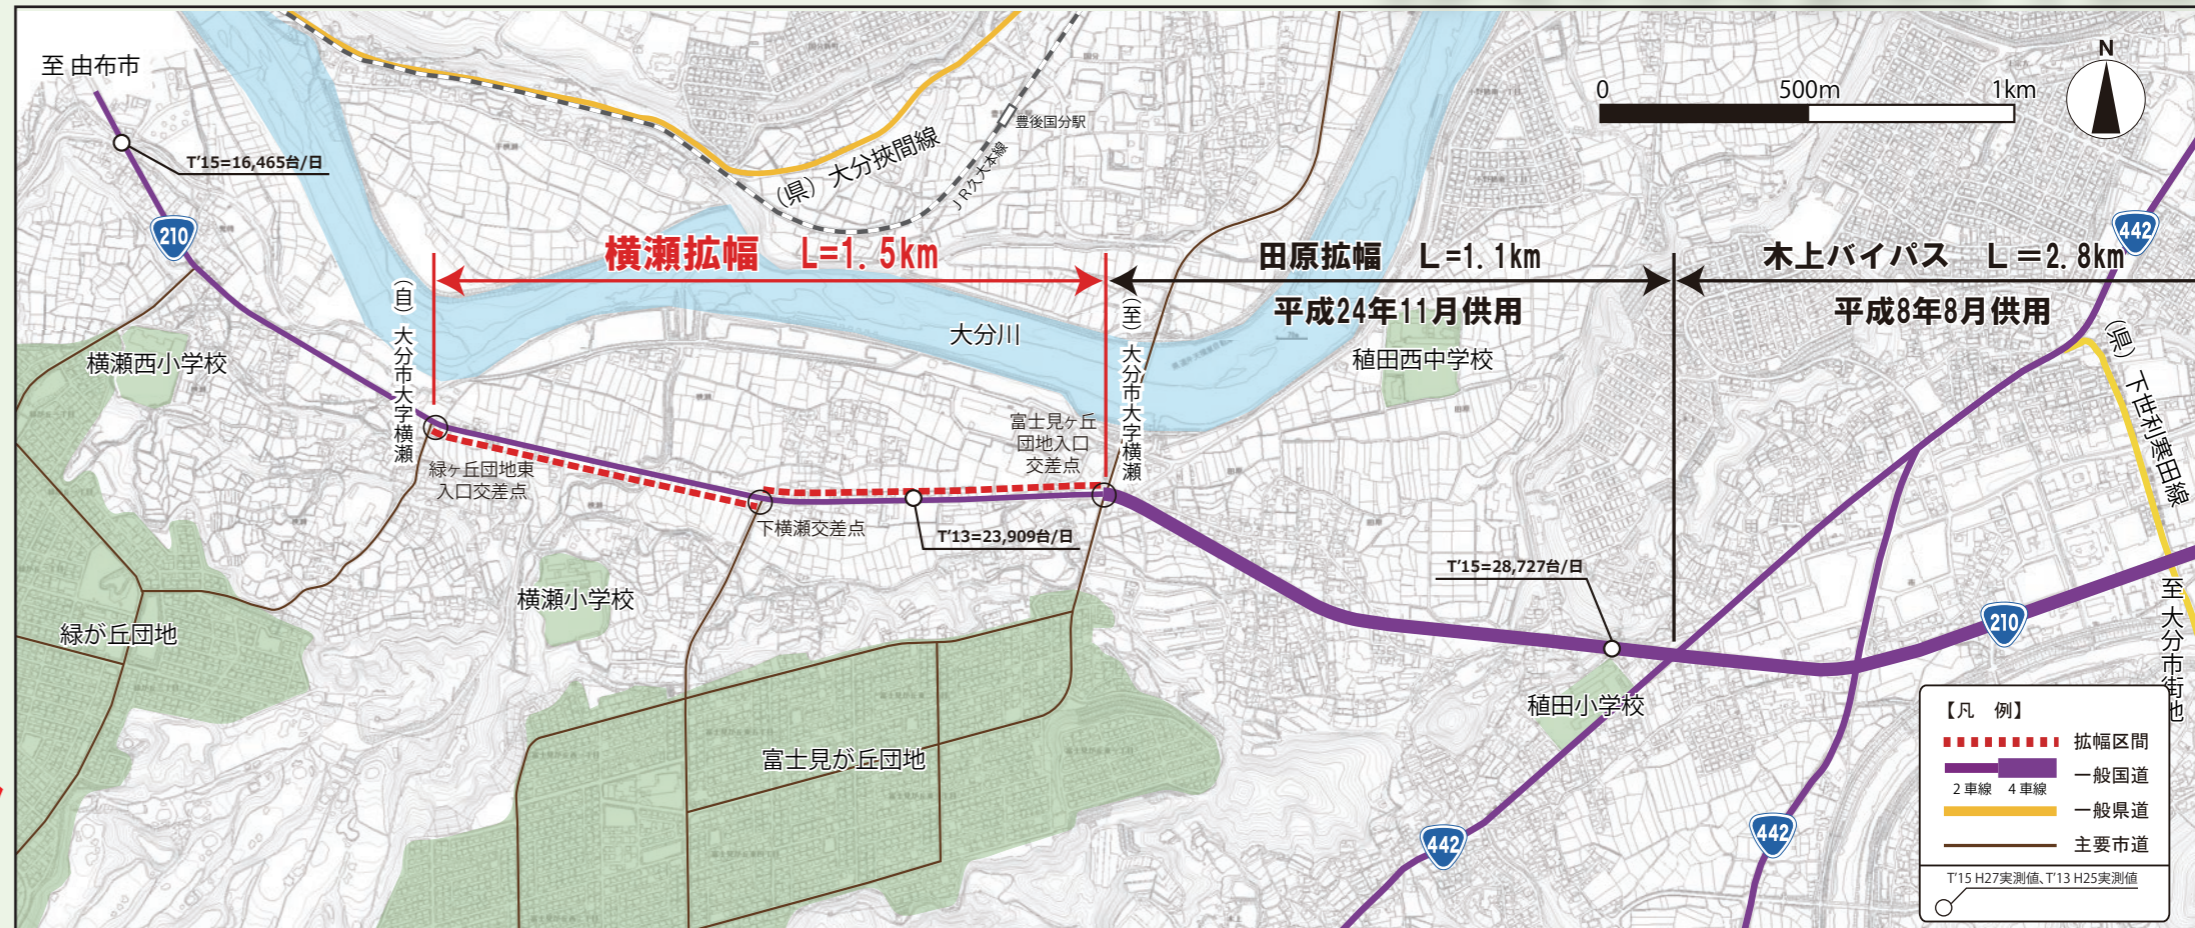 至 由布市
T'15=16,465台/日
210
横瀬西小学校
緑が丘団地
(県) 大分挾間線
豊後国分駅
JR久大本線
0 500m 1km
N
442
横瀬拡幅 L=1.5km
田原拡幅 L=1.1km
平成24年11月供用
木上バイパス L=2.8km
平成8年8月供用
(自) 大分市大字横瀬
(至) 大分市大字横瀬
大分川
稙田西中学校
(県) 下世利寒田線
緑ヶ丘団地東
入口交差点
富士見ヶ丘
団地入口
交差点
下横瀬交差点
T'13=23,909台/日
横瀬小学校
T'15=28,727台/日
稙田小学校
富士見が丘団地
210
至 大分市街地
442
442
【凡 例】
拡幅区間
一般国道
2車線 4車線
一般県道
主要市道
T'15 H27実測値、T'13 H25実測値